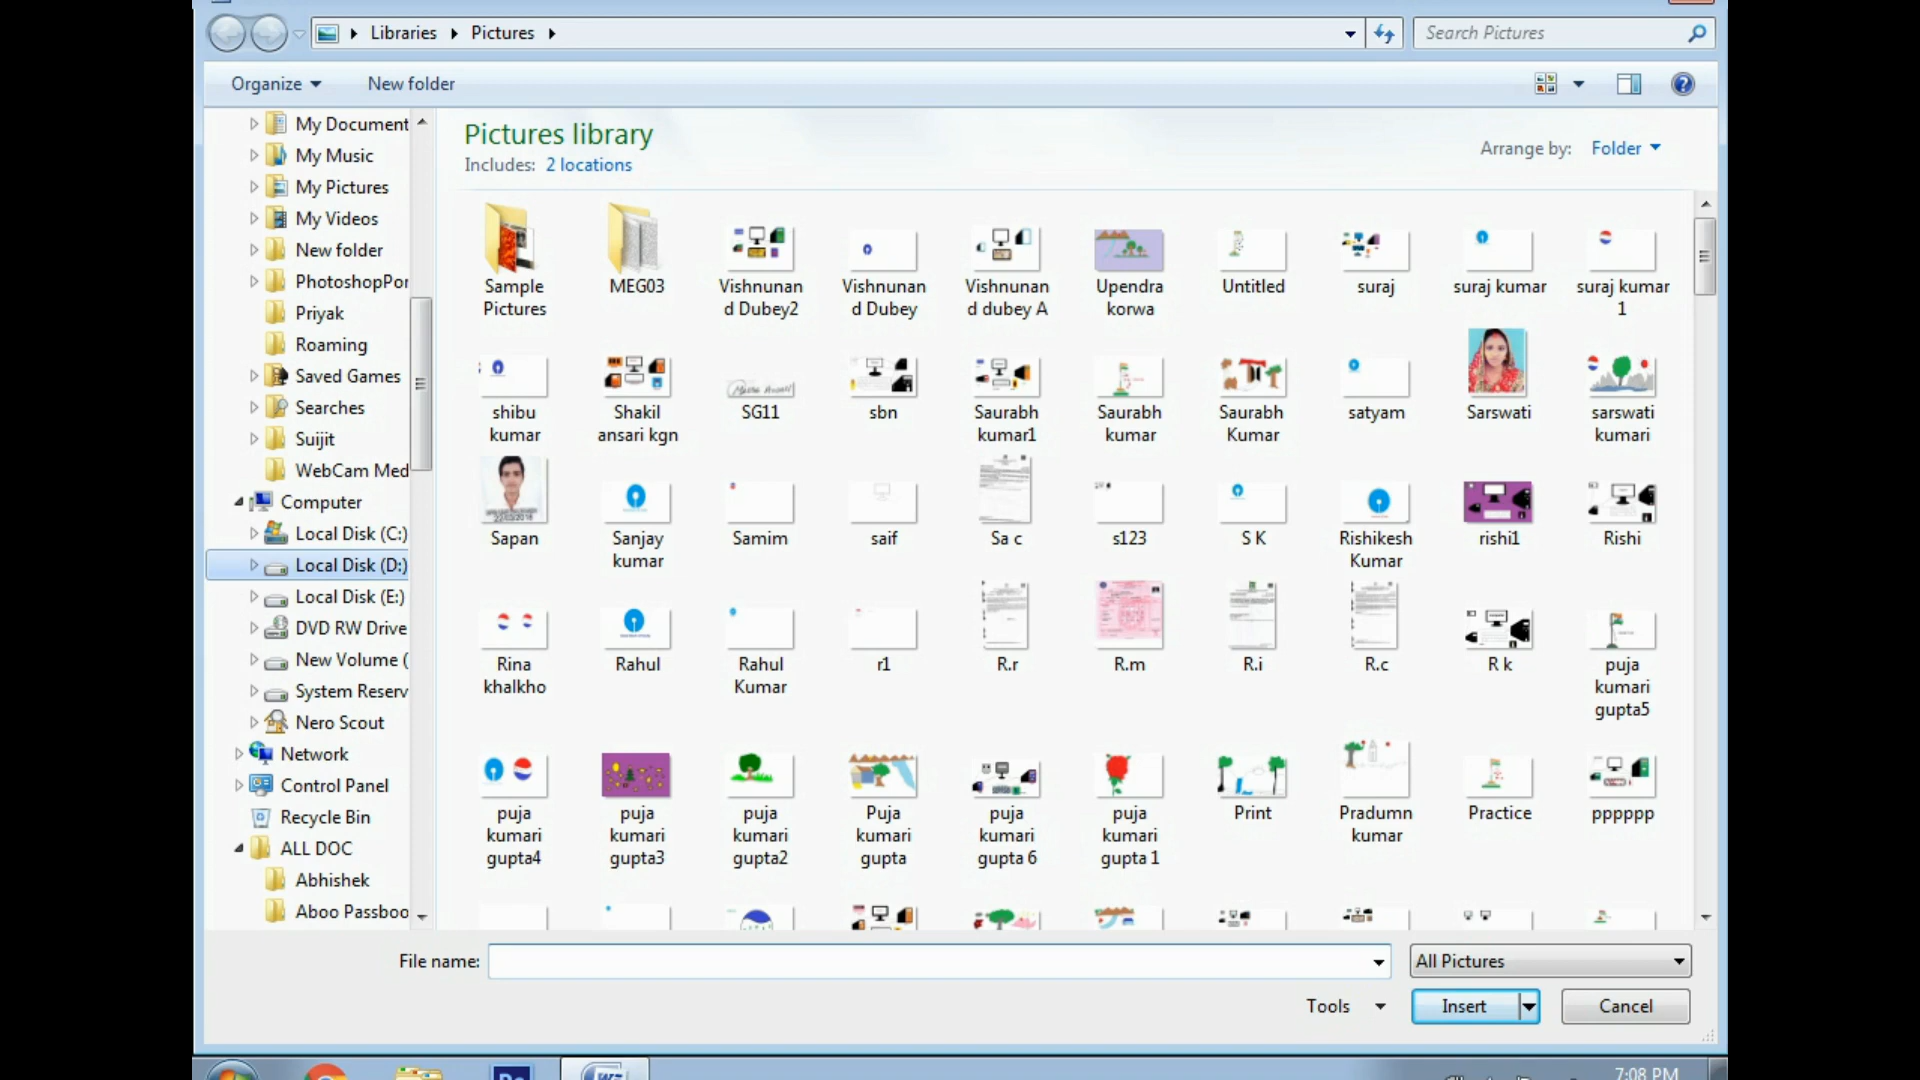 Libraries Pictures
Search Pictures
Organize New folder
My Document
My Music
My Pictures
My Videos
New folder
PhotoshopPor
Priyak
Roaming
Saved Games
Searches
Suijit
WebCam Med
Computer
Local Disk (C:)
Local Disk (D:)
Local Disk (E:)
DVD RW Drive
New Volume (
System Reserv
Nero Scout
Network
Control Panel
Recycle Bin
ALL DOC
Abhishek
Aboo Passboo
Pictures library
Includes: 2 locations
Arrange by: Folder
Sample
Pictures
MEG03
Vishnunan
d Dubey2
Vishnunan
d Dubey
Vishnunan
d dubey A
Upendra
korwa
Untitled
suraj
suraj kumar
suraj kumar
1
shibu
kumar
Shakil
ansari kgn
SG11
sbn
Saurabh
kumar1
Saurabh
kumar
Saurabh
Kumar
satyam
Sarswati
sarswati
kumari
Sapan
Sanjay
kumar
Samim
saif
Sa c
s123
S K
Rishikesh
Kumar
rishi1
Rishi
Rina
khalkho
Rahul
Rahul
Kumar
r1
R.r
R.m
R.i
R.c
R k
puja
kumari
gupta5
puja
kumari
gupta4
puja
kumari
gupta3
puja
kumari
gupta2
Puja
kumari
gupta
puja
kumari
gupta 6
puja
kumari
gupta 1
Print
Pradumn
kumar
Practice
pppppp
File name:
All Pictures
Tools Insert Cancel
7:08 PM